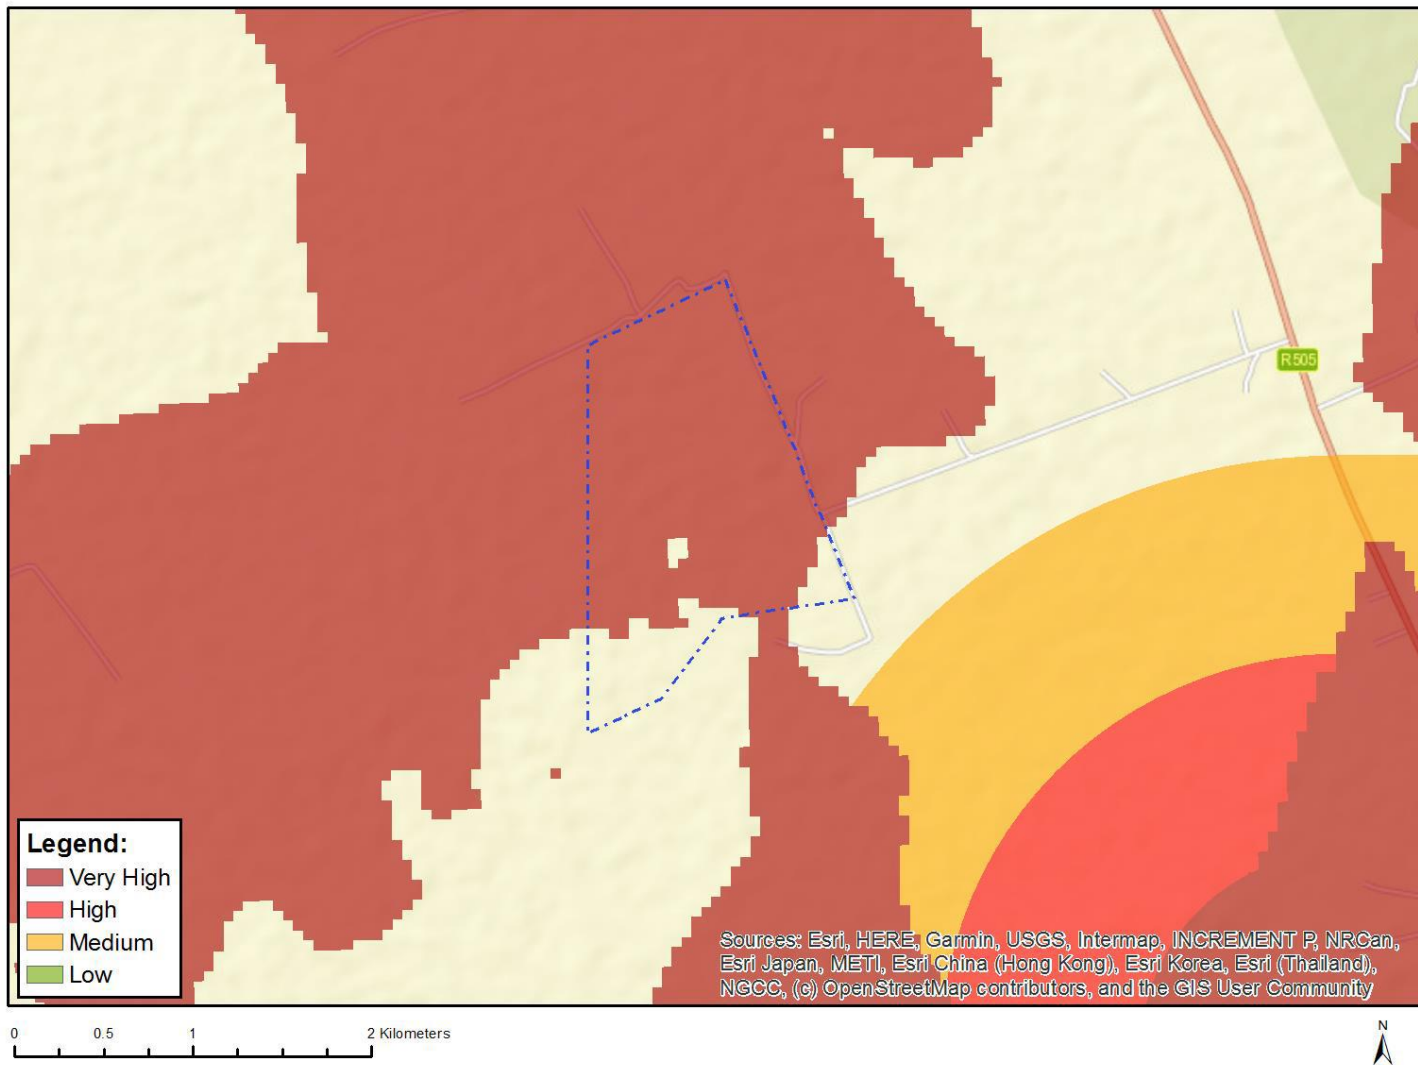 R505
Legend:
Very High
High
Medium
Low
Sources: Esri, HERE, Garmin, USGS, Intermap, INCREMENT P, NRCan,
Esri Japan, METI, Esri China (Hong Kong), Esri Korea, Esri (Thailand),
NGCC, (c) OpenStreetMap contributors, and the GIS User Community
0 0.5 1 2 Kilometers
N